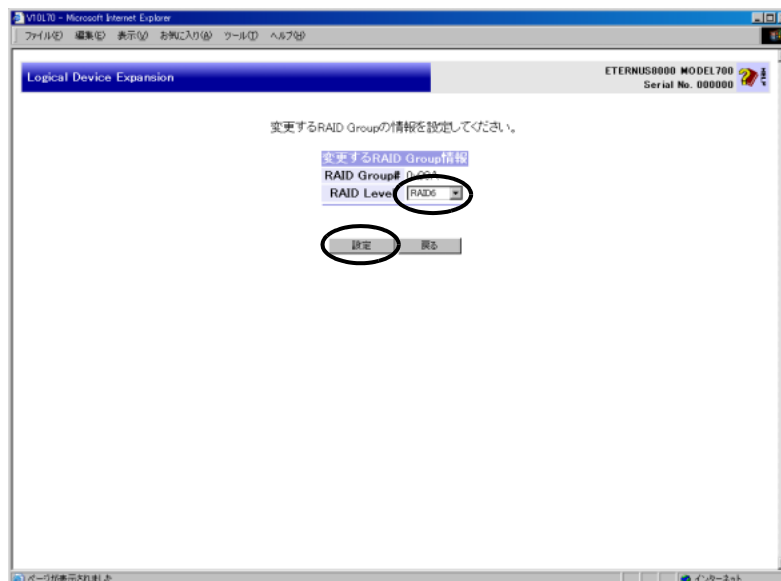 V10L70 - Microsoft Internet Explorer
ファイル(F) 編集(E) 表示(V) お気に入り(A) ツール(T) ヘルプ(H)
Logical Device Expansion
ETERNUS8000 MODEL700
Serial No. 000000
変更するRAID Groupの情報を設定してください。
変更するRAID Group情報
RAID Group#
RAID Level RAID6
設定 戻る
ページが表示されました
インターネット